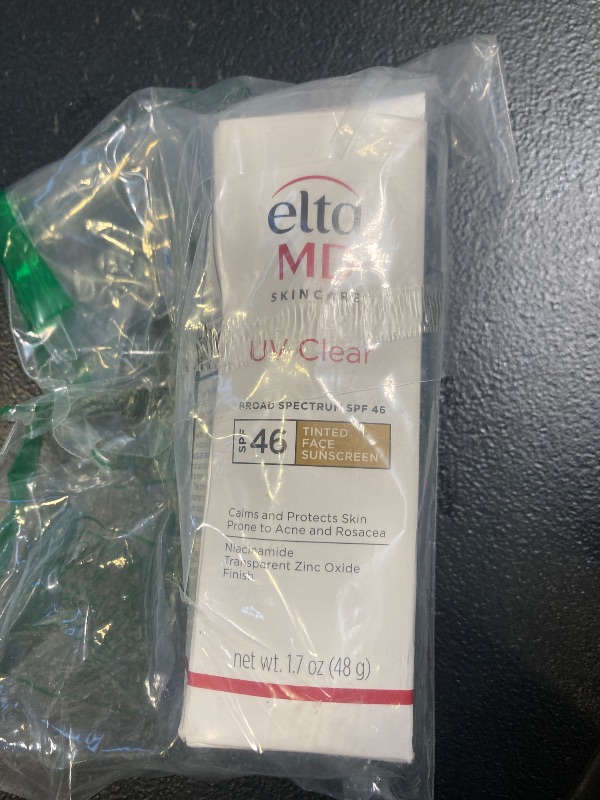 elta
MD
SKINCARE
UV Clear
BROAD SPECTRUM SPF 46
SPF 46 TINTED
FACE
SUNSCREEN
Calms and Protects Skin
Prone to Acne and Rosacea
Niacinamide
Transparent Zinc Oxide
Finish
net wt. 1.7 oz (48 g)